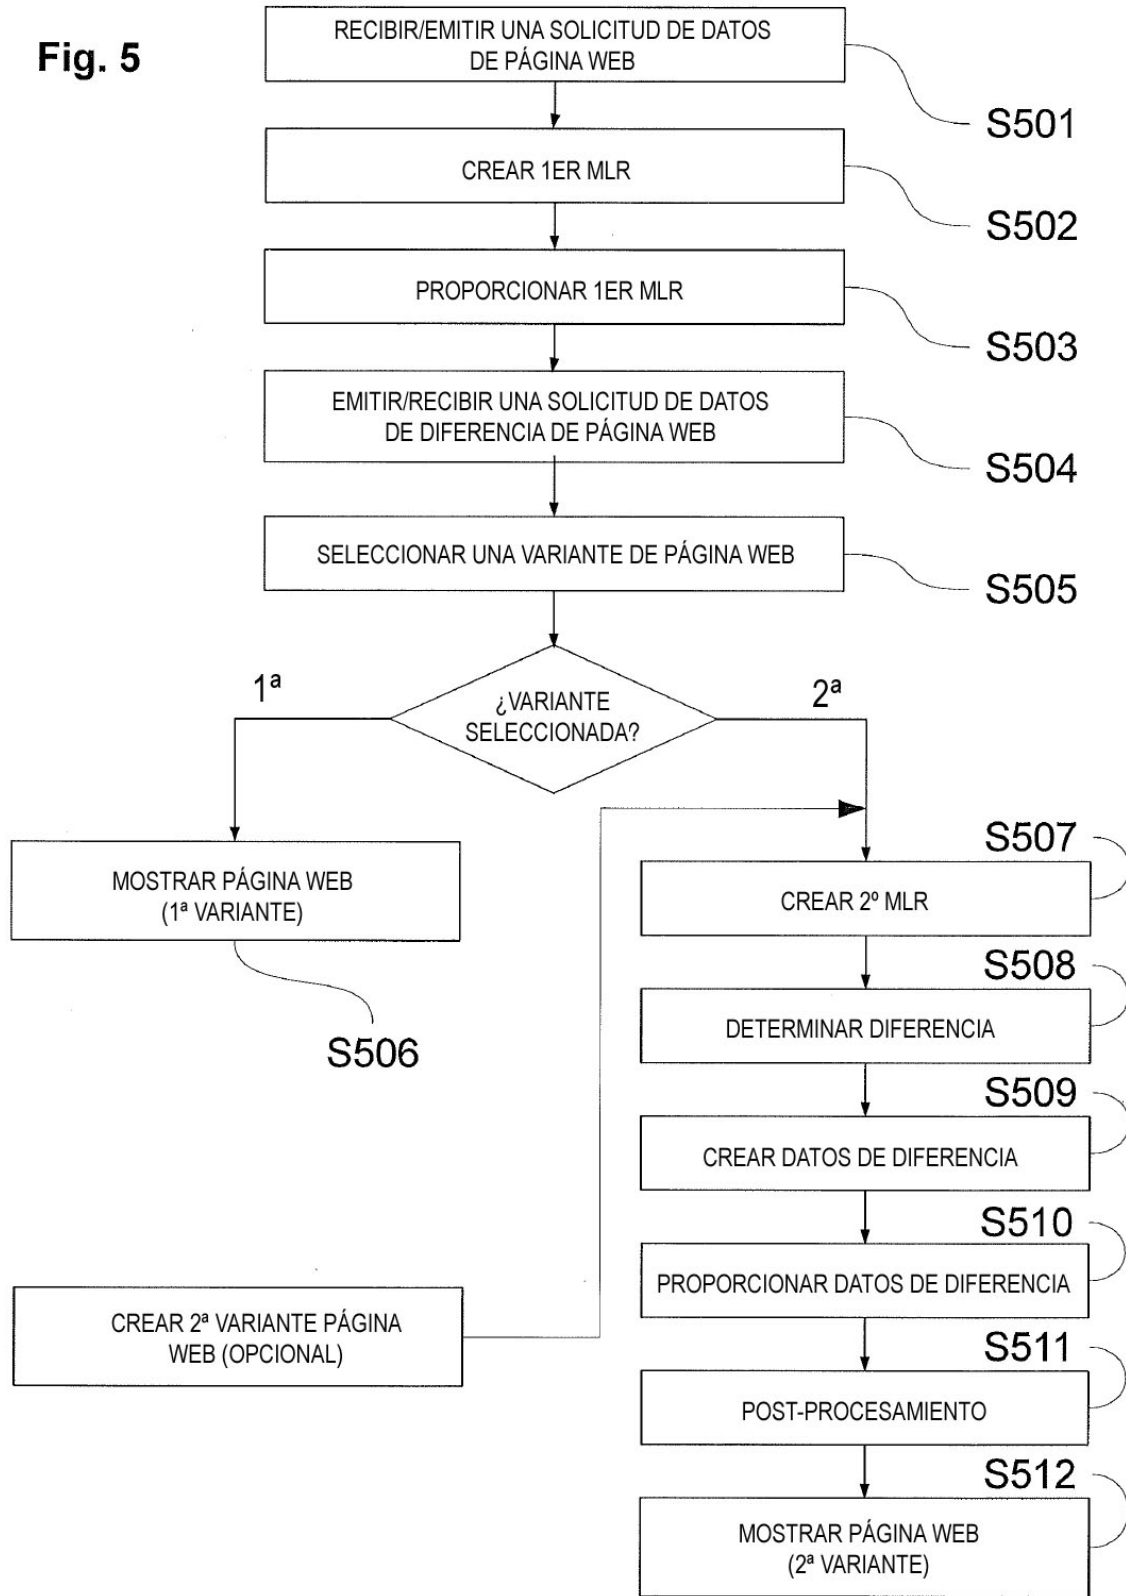 Fig. 5
RECIBIR/EMITIR UNA SOLICITUD DE DATOS
DE PÁGINA WEB
S501
CREAR 1ER MLR
S502
PROPORCIONAR 1ER MLR
S503
EMITIR/RECIBIR UNA SOLICITUD DE DATOS
DE DIFERENCIA DE PÁGINA WEB
S504
SELECCIONAR UNA VARIANTE DE PÁGINA WEB
S505
1ª
¿VARIANTE
SELECCIONADA?
2ª
MOSTRAR PÁGINA WEB
(1ª VARIANTE)
S506
S507
CREAR 2º MLR
S508
DETERMINAR DIFERENCIA
S509
CREAR DATOS DE DIFERENCIA
S510
PROPORCIONAR DATOS DE DIFERENCIA
CREAR 2ª VARIANTE PÁGINA
WEB (OPCIONAL)
S511
POST-PROCESAMIENTO
S512
MOSTRAR PÁGINA WEB
(2ª VARIANTE)